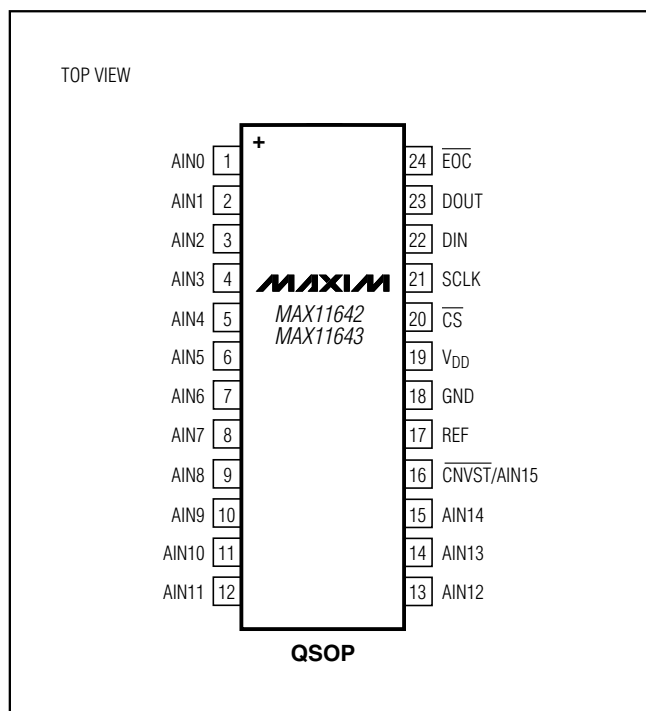 TOP VIEW
+
AIN0 1 24 EOC
AIN1 2 23 DOUT
AIN2 3 22 DIN
AIN3 4 MAXIM 21 SCLK
AIN4 5 MAX11642 20 CS
MAX11643
AIN5 6 19 VDD
AIN6 7 18 GND
AIN7 8 17 REF
AIN8 9 16 CNVST/AIN15
AIN9 10 15 AIN14
AIN10 11 14 AIN13
AIN11 12 13 AIN12
QSOP